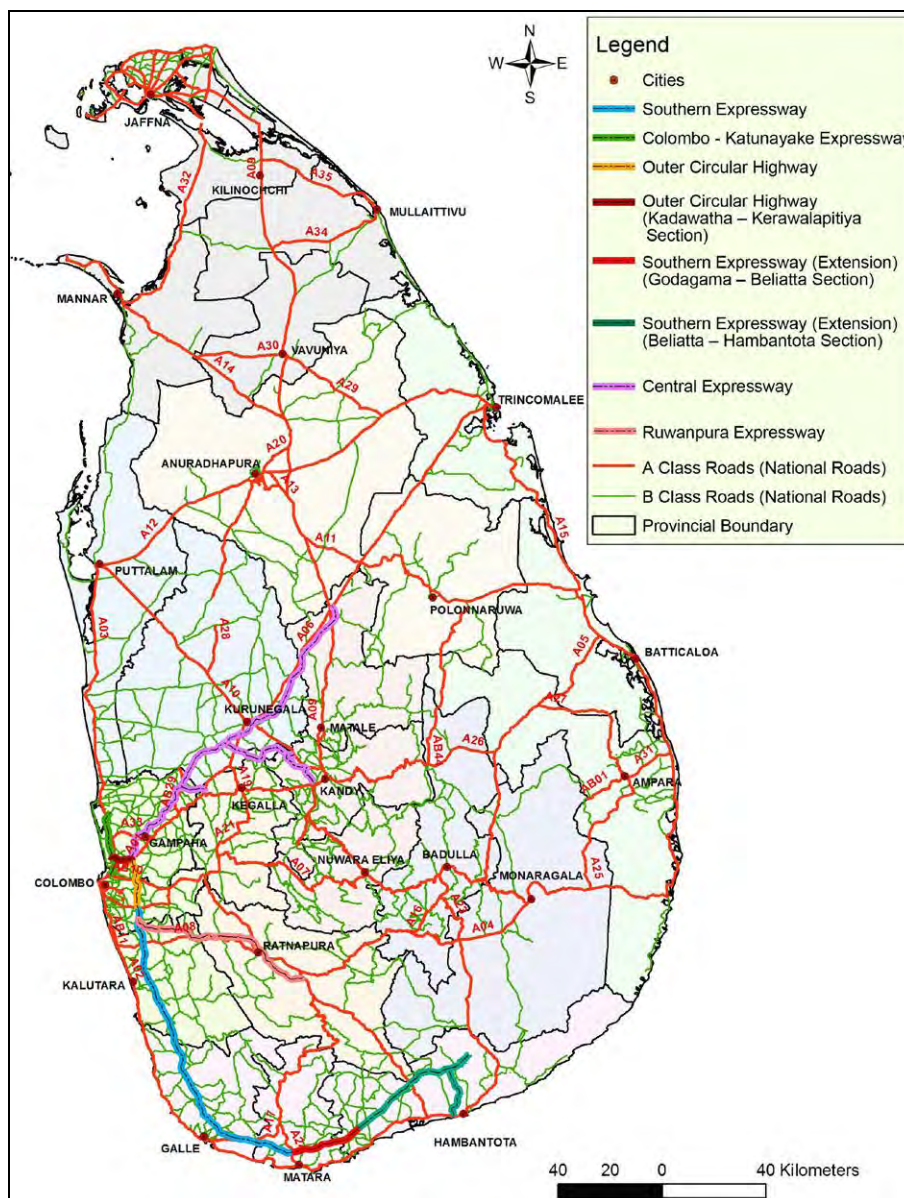 Legend
Cities
Southern Expressway
Colombo - Katunayake Expressway
Outer Circular Highway
Outer Circular Highway
(Kadawatha – Kerawalapitiya
Section)
Southern Expressway (Extension)
(Godagama – Beliatta Section)
Southern Expressway (Extension)
(Beliatta – Hambantota Section)
Central Expressway
Ruwanpura Expressway
A Class Roads (National Roads)
B Class Roads (National Roads)
Provincial Boundary
N
W
E
S
JAFFNA
A32
A09
KILINOCHCHI
A35
MULLAITTIVU
A34
MANNAR
A30
VAVUNIYA
A14
A29
TRINCOMALEE
A20
ANURADHAPURA
A13
A12
A11
A15
PUTTALAM
POLONNARUWA
A03
A28
A06
A05
BATTICALOA
A10
KURUNEGALA
A27
A09
MATALE
A26
AB44
A31
AB29
A19
KANDY
AB01
AMPARA
KEGALLA
A33
GAMPAHA
A21
NUWARA ELIYA
BADULLA
A07
MONARAGALA
A25
COLOMBO
A16
A04
A08
RATNAPURA
A02
KALUTARA
A17
GALLE
MATARA
HAMBANTOTA
40 20 0 40 Kilometers